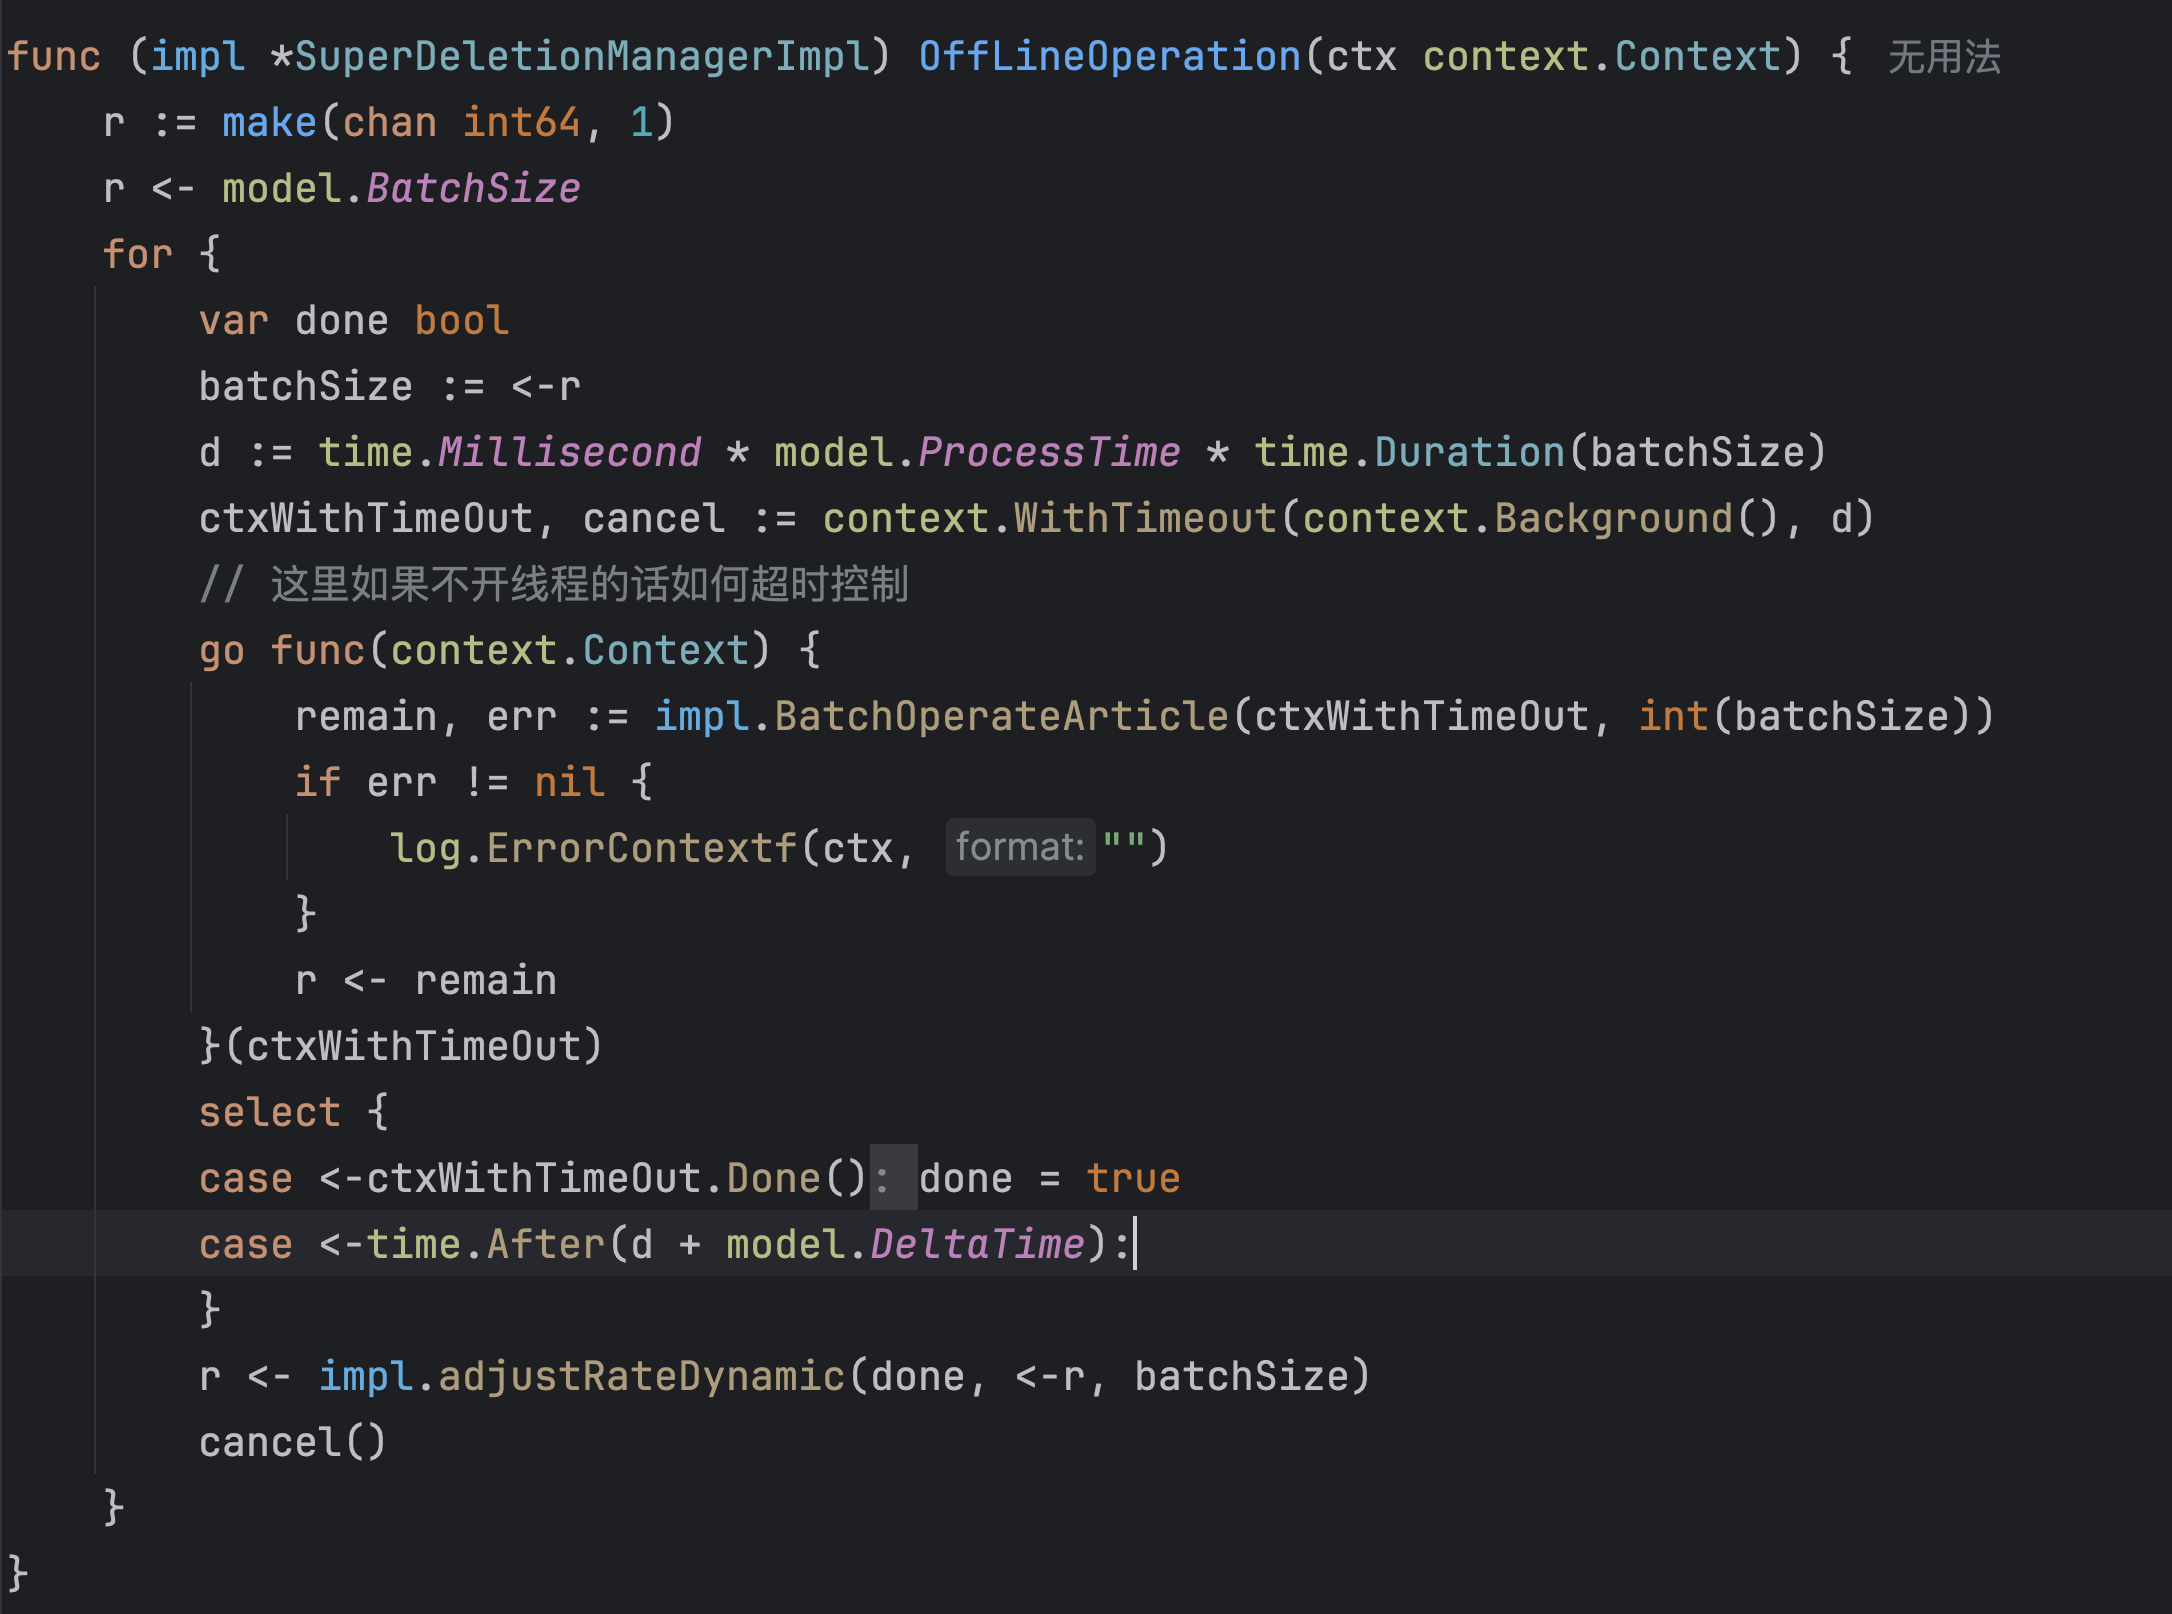 func (impl *SuperDeletionManagerImpl) OffLineOperation(ctx context.Context) { 无用法
    r := make(chan int64, 1)
    r <- model.BatchSize
    for {
        var done bool
        batchSize := <-r
        d := time.Millisecond * model.ProcessTime * time.Duration(batchSize)
        ctxWithTimeOut, cancel := context.WithTimeout(context.Background(), d)
        // 这里如果不开线程的话如何超时控制
        go func(context.Context) {
            remain, err := impl.BatchOperateArticle(ctxWithTimeOut, int(batchSize))
            if err != nil {
                log.ErrorContextf(ctx, format: "")
            }
            r <- remain
        }(ctxWithTimeOut)
        select {
        case <-ctxWithTimeOut.Done(): done = true
        case <-time.After(d + model.DeltaTime):
        }
        r <- impl.adjustRateDynamic(done, <-r, batchSize)
        cancel()
    }
}